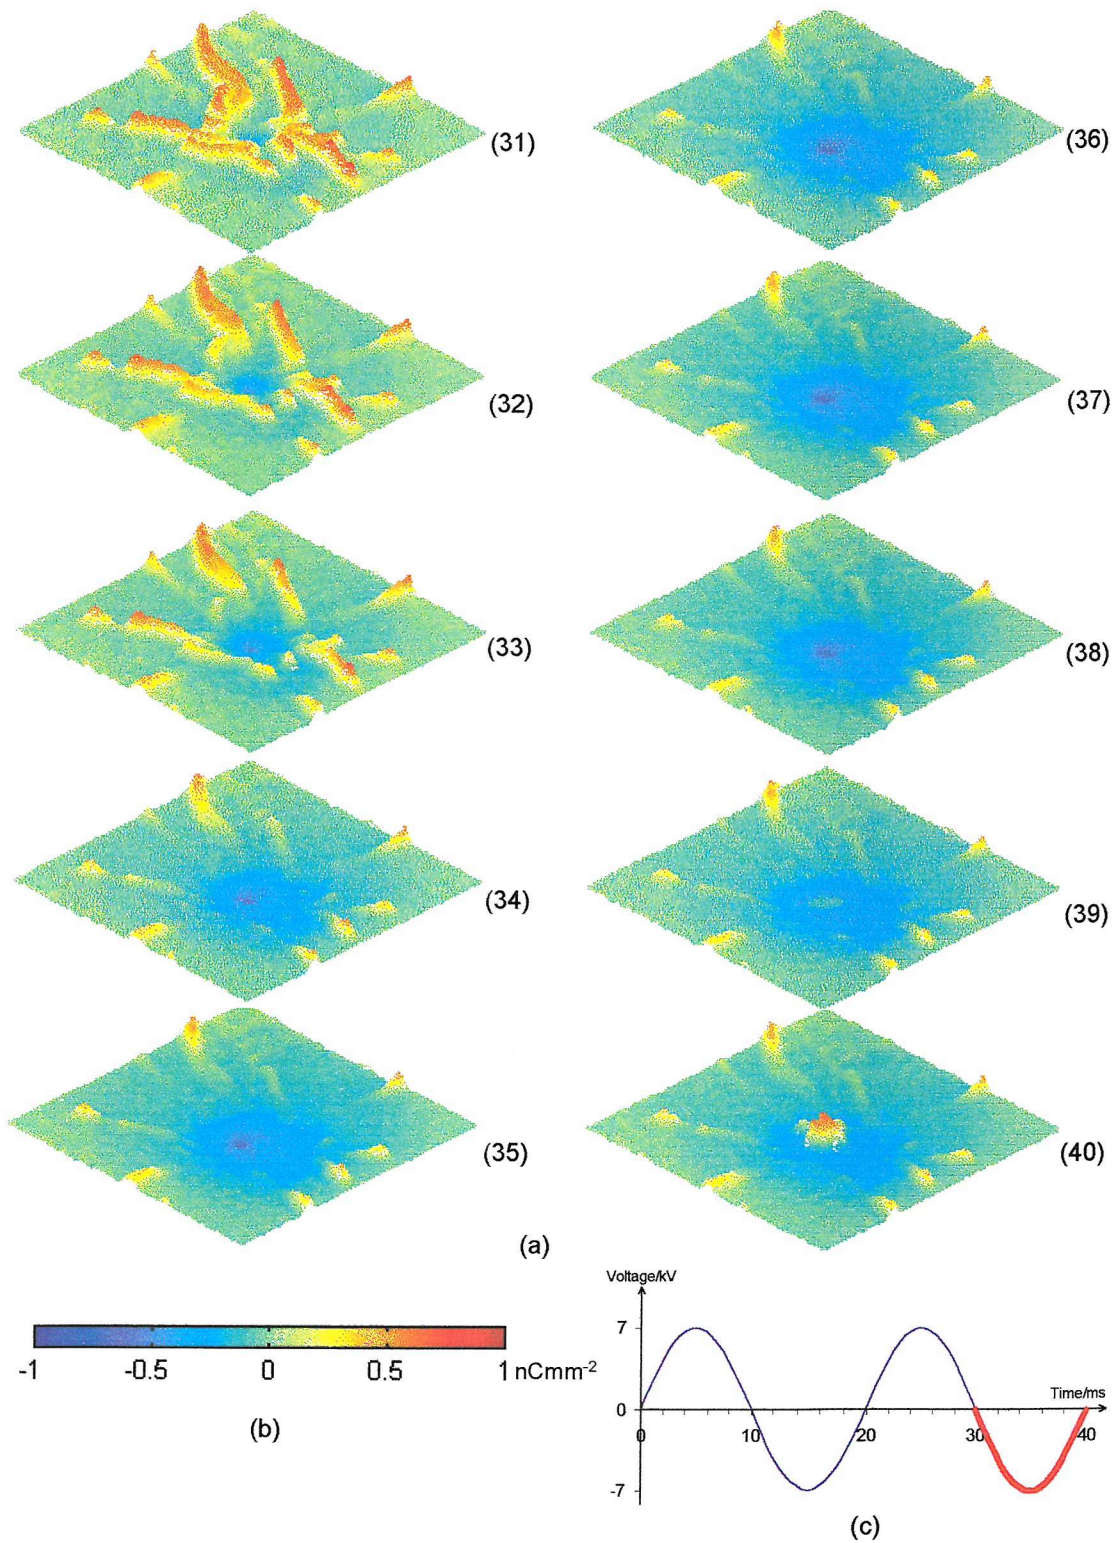 (31)
(36)
(32)
(37)
(33)
(38)
(34)
(39)
(35)
(40)
(a)
-1 -0.5 0 0.5 1 nCmm-2
(b)
Voltage/kV
7
Time/ms
0
0 10 20 30 40
-7
(c)